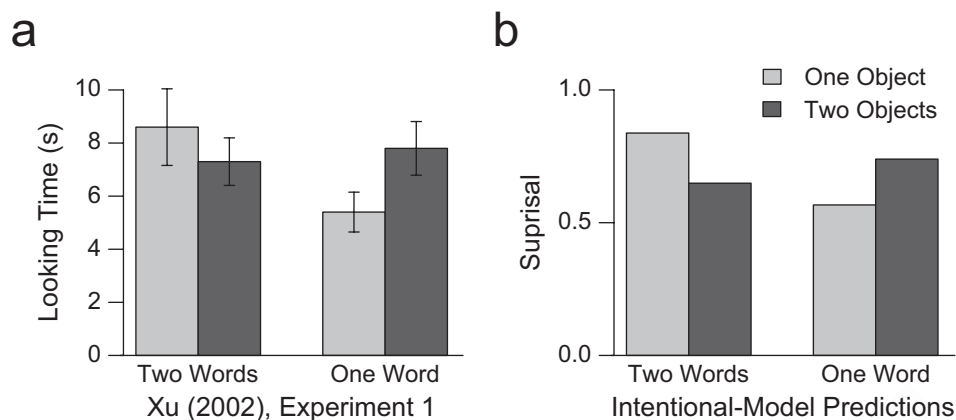 a
10
8
6
4
2
0
Looking Time (s)
Two Words
One Word
Xu (2002), Experiment 1
b
One Object
Two Objects
1.0
0.5
0.0
Suprisal
Two Words
One Word
Intentional-Model Predictions